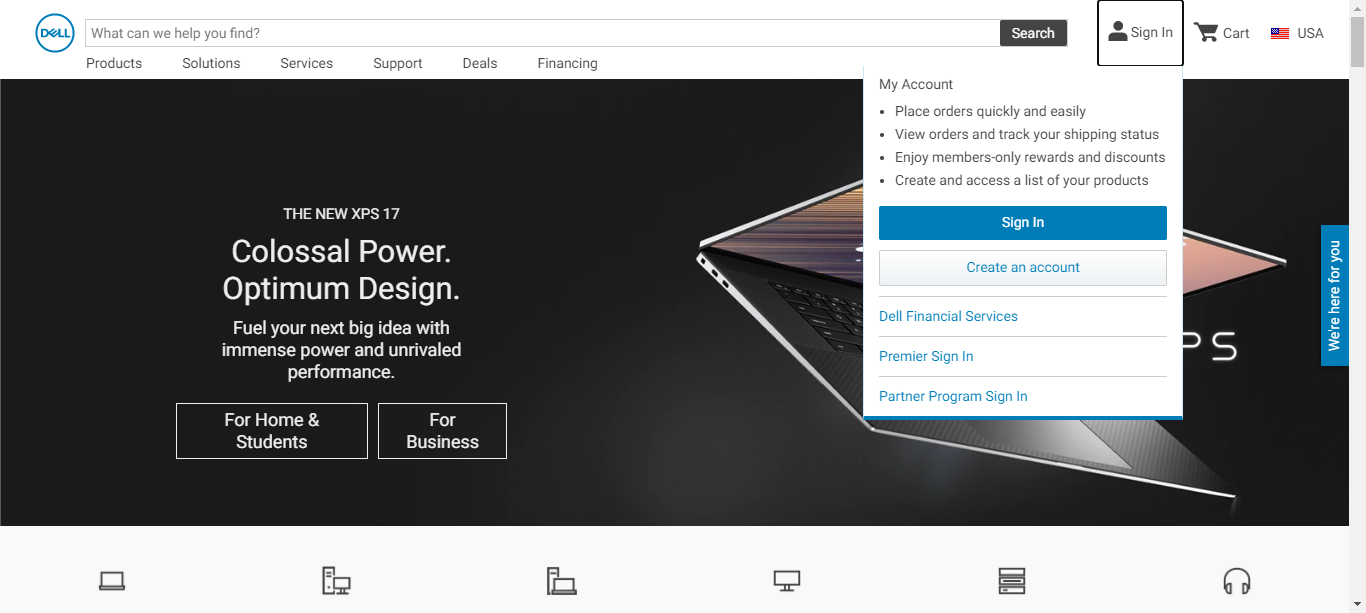 DELL
What can we help you find?
Search
Sign In
Cart
USA
Products
Solutions
Services
Support
Deals
Financing
My Account
Place orders quickly and easily
View orders and track your shipping status
Enjoy members-only rewards and discounts
Create and access a list of your products
Sign In
Create an account
Dell Financial Services
Premier Sign In
Partner Program Sign In
THE NEW XPS 17
Colossal Power.
Optimum Design.
Fuel your next big idea with
immense power and unrivaled
performance.
For Home &
Students
For
Business
PS
We're here for you